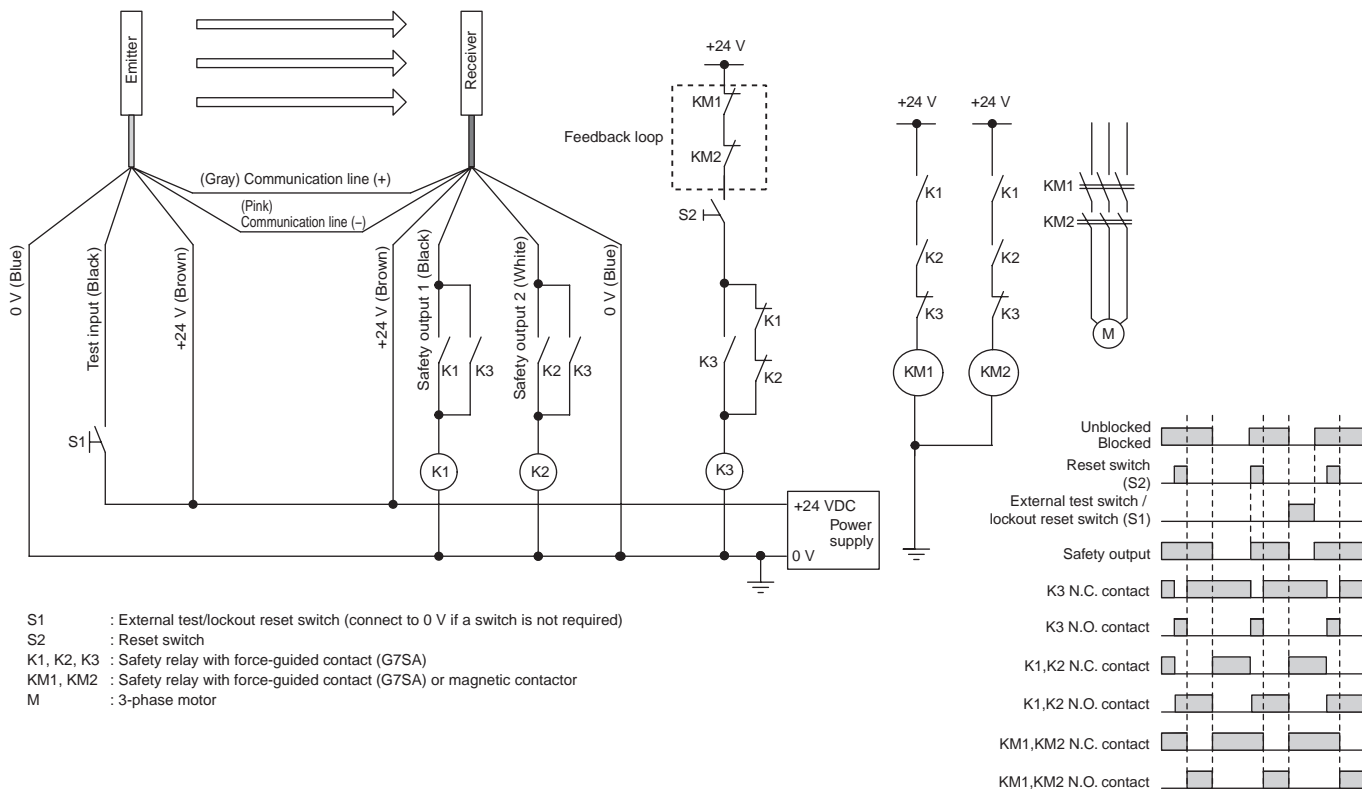 Emitter
Receiver
+24 V
KM1
Feedback loop
KM2
S2
+24 V
+24 V
(Gray) Communication line (+)
(Pink)
Communication line (–)
0 V (Blue)
Test input (Black)
+24 V (Brown)
+24 V (Brown)
Safety output 1 (Black)
Safety output 2 (White)
0 V (Blue)
K1
K3
K2
K3
K3
K1
K2
K1
K2
K3
K1
K2
K3
KM1
KM2
M
S1
K1
K2
K3
KM1
KM2
+24 VDC
Power
supply
0 V
S1 : External test/lockout reset switch (connect to 0 V if a switch is not required)
S2 : Reset switch
K1, K2, K3 : Safety relay with force-guided contact (G7SA)
KM1, KM2 : Safety relay with force-guided contact (G7SA) or magnetic contactor
M : 3-phase motor
Unblocked
Blocked
Reset switch
(S2)
External test switch /
lockout reset switch (S1)
Safety output
K3 N.C. contact
K3 N.O. contact
K1,K2 N.C. contact
K1,K2 N.O. contact
KM1,KM2 N.C. contact
KM1,KM2 N.O. contact